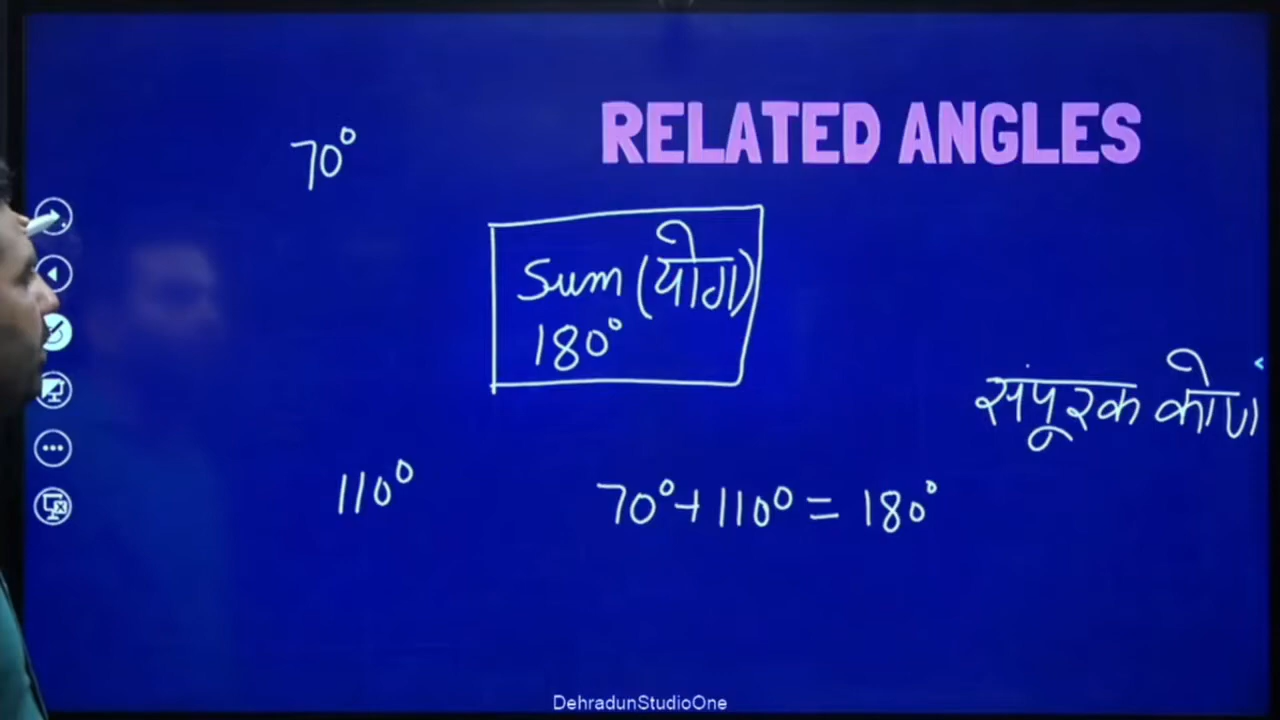 RELATED ANGLES
70°
Sum (योग)
180°
संपूरक कोण
110°
70° + 110° = 180°
DehradunStudioOne